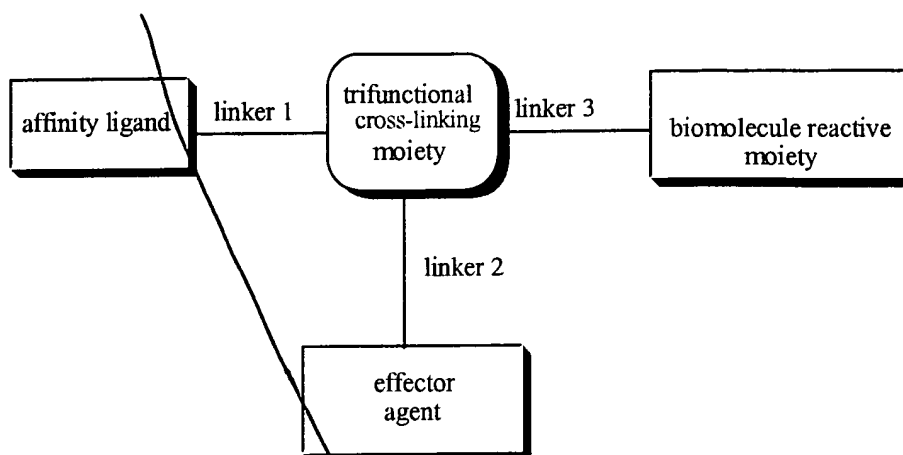 affinity ligand
linker 1
trifunctional
cross-linking
moiety
linker 3
biomolecule reactive
moiety
linker 2
effector
agent